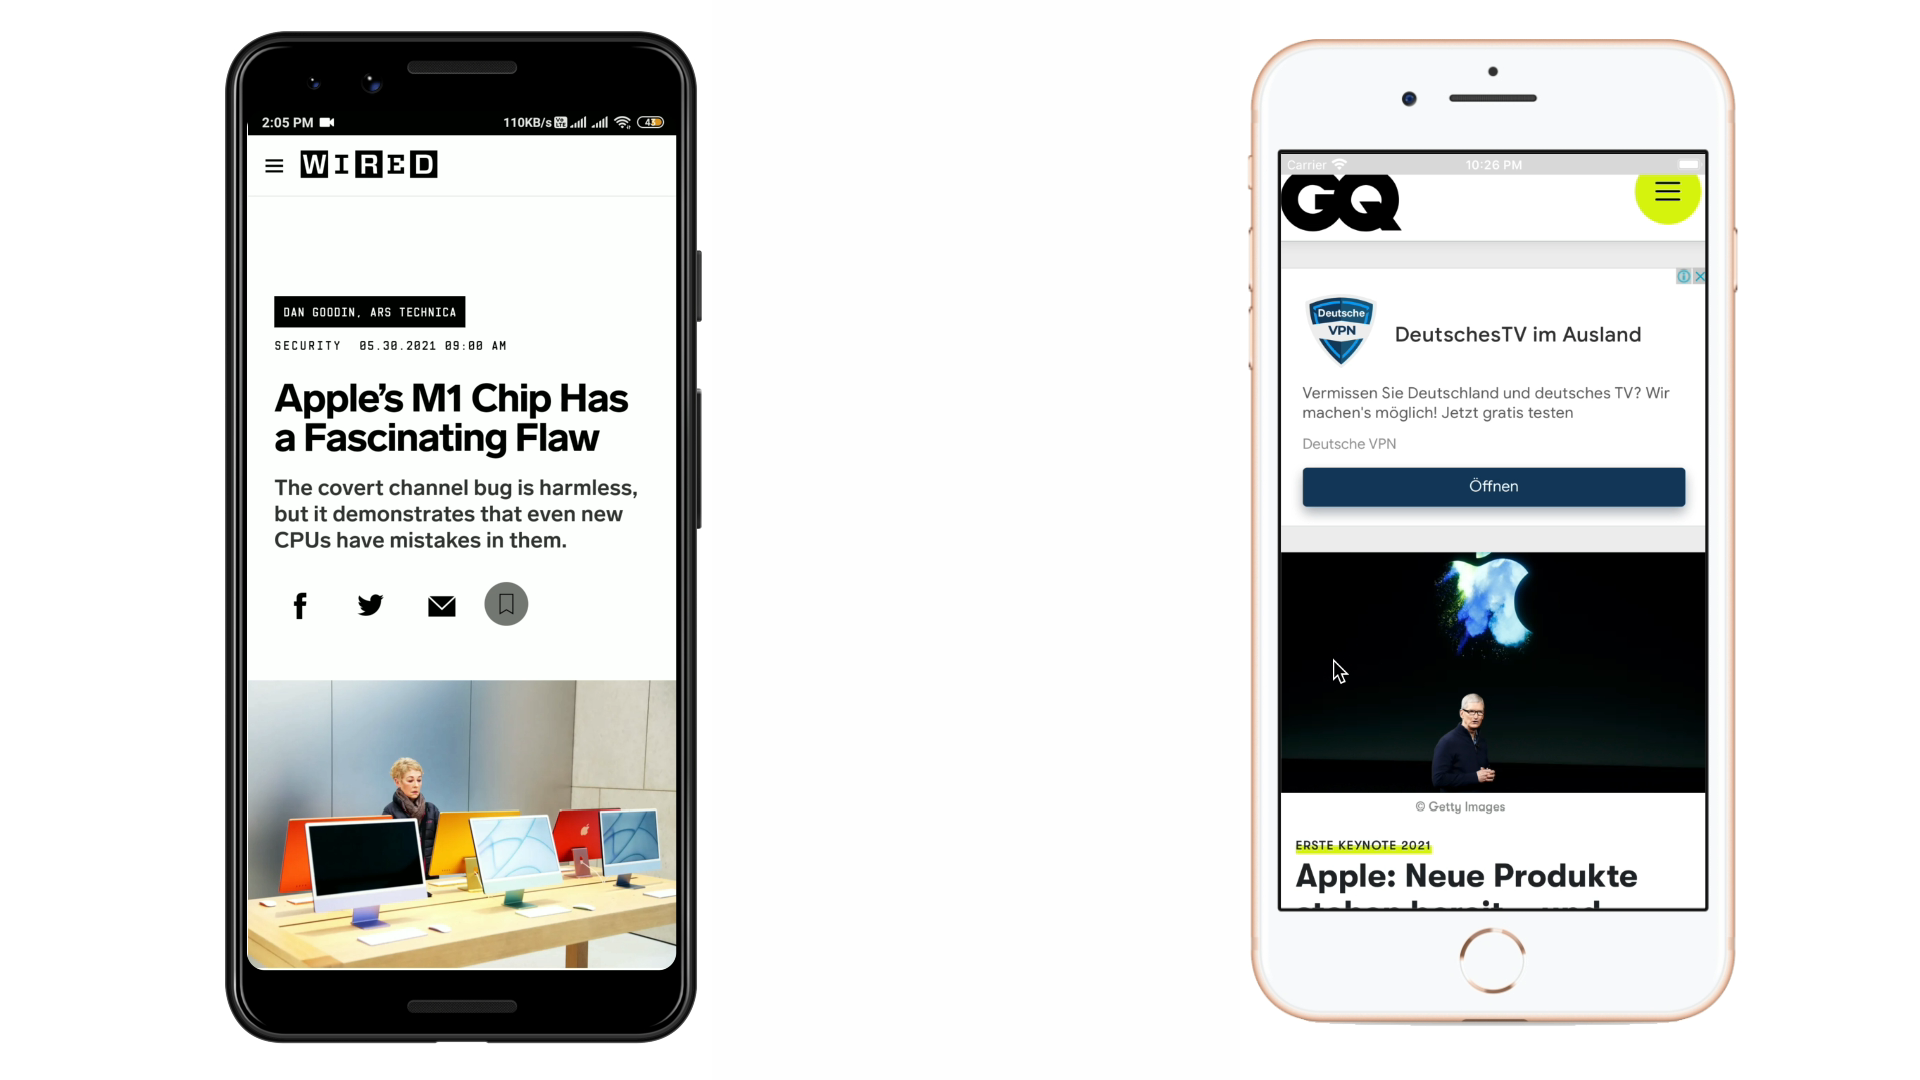 2:05 PM
110KB/s
43
WIRED
DAN GOODIN, ARS TECHNICA
SECURITY 05.30.2021 09:00 AM
Apple's M1 Chip Has
a Fascinating Flaw
The covert channel bug is harmless,
but it demonstrates that even new
CPUs have mistakes in them.
Carrier
10:26 PM
GQ
Deutsche
VPN
DeutschesTV im Ausland
Vermissen Sie Deutschland und deutsches TV? Wir
machen's möglich! Jetzt gratis testen
Deutsche VPN
Öffnen
© Getty Images
ERSTE KEYNOTE 2021
Apple: Neue Produkte